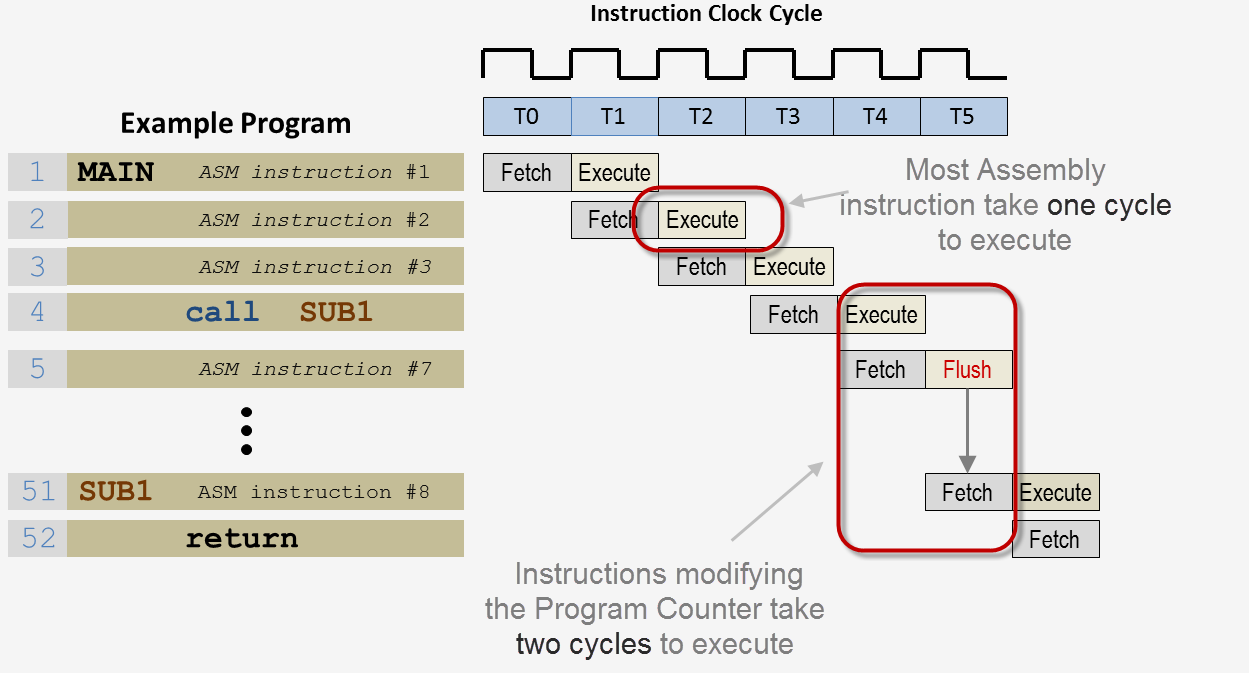 Instruction Clock Cycle
T0 T1 T2 T3 T4 T5
Example Program
1 MAIN ASM instruction #1 Fetch Execute
2 ASM instruction #2 Fetch Execute
3 ASM instruction #3 Fetch Execute
4 call SUB1 Fetch Execute
5 ASM instruction #7 Fetch Flush
51 SUB1 ASM instruction #8 Fetch Execute
52 return Fetch
Most Assembly
instruction take one cycle
to execute
Instructions modifying
the Program Counter take
two cycles to execute